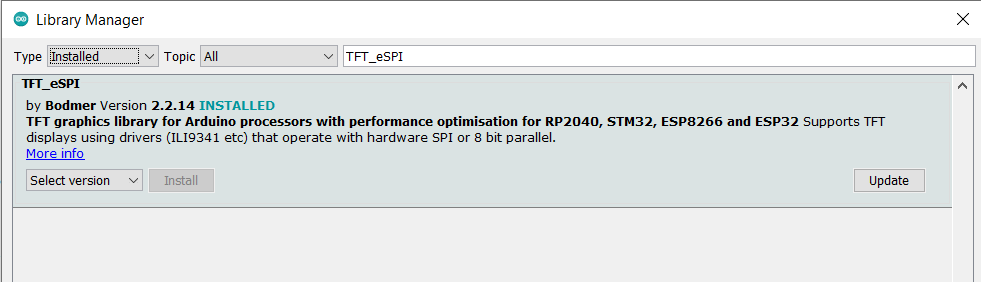 Library Manager
Type Installed Topic All TFT_eSPI
TFT_eSPI
by Bodmer Version 2.2.14 INSTALLED
TFT graphics library for Arduino processors with performance optimisation for RP2040, STM32, ESP8266 and ESP32 Supports TFT
displays using drivers (ILI9341 etc) that operate with hardware SPI or 8 bit parallel.
More info
Select version Install Update